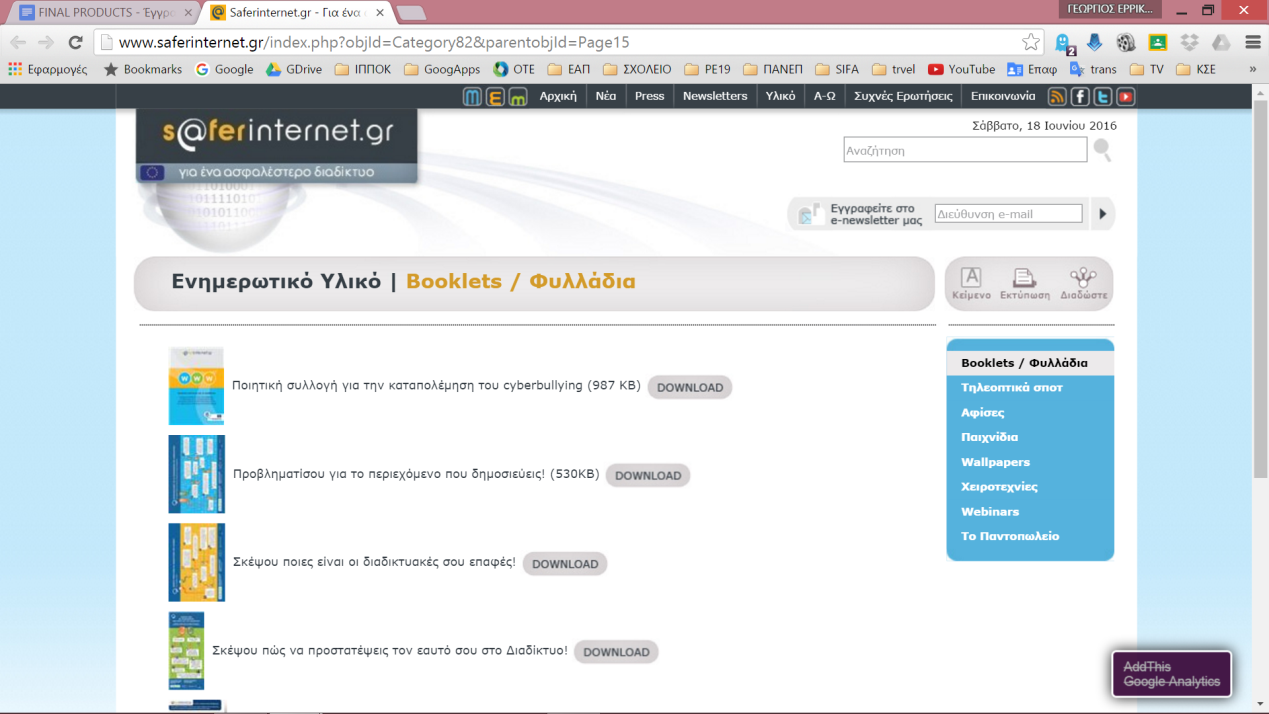 FINAL PRODUCTS - Έγγρα
Saferinternet.gr - Για ένα
ΓΕΩΡΓΙΟΣ ΕΡΡΙΚ...
www.saferinternet.gr/index.php?objId=Category82&parentobjId=Page15
2
Εφαρμογές Bookmarks Google GDrive ΙΠΠΟΚ GoogApps ΟΤΕ ΕΑΠ ΣΧΟΛΕΙΟ PE19 ΠΑΝΕΠ SIFA trvel YouTube Επαφ trans TV ΚΣΕ »
Αρχική Νέα Press Newsletters Υλικό Α-Ω Συχνές Ερωτήσεις Επικοινωνία
s@ferinternet.gr
για ένα ασφαλέστερο διαδίκτυο
Σάββατο, 18 Ιουνίου 2016
Αναζήτηση
Εγγραφείτε στο
e-newsletter μας
Διεύθυνση e-mail
Ενημερωτικό Υλικό | Booklets / Φυλλάδια
Κείμενο Εκτύπωση Διαδώστε
Ποιητική συλλογή για την καταπολέμηση του cyberbullying (987 KB) DOWNLOAD
Προβληματίσου για το περιεχόμενο που δημοσιεύεις! (530KB) DOWNLOAD
Σκέψου ποιες είναι οι διαδικτυακές σου επαφές! DOWNLOAD
Σκέψου πώς να προστατέψεις τον εαυτό σου στο Διαδίκτυο! DOWNLOAD
Booklets / Φυλλάδια
Τηλεοπτικά σποτ
Αφίσες
Παιχνίδια
Wallpapers
Χειροτεχνίες
Webinars
Το Παντοπωλείο
AddThis
Google Analytics